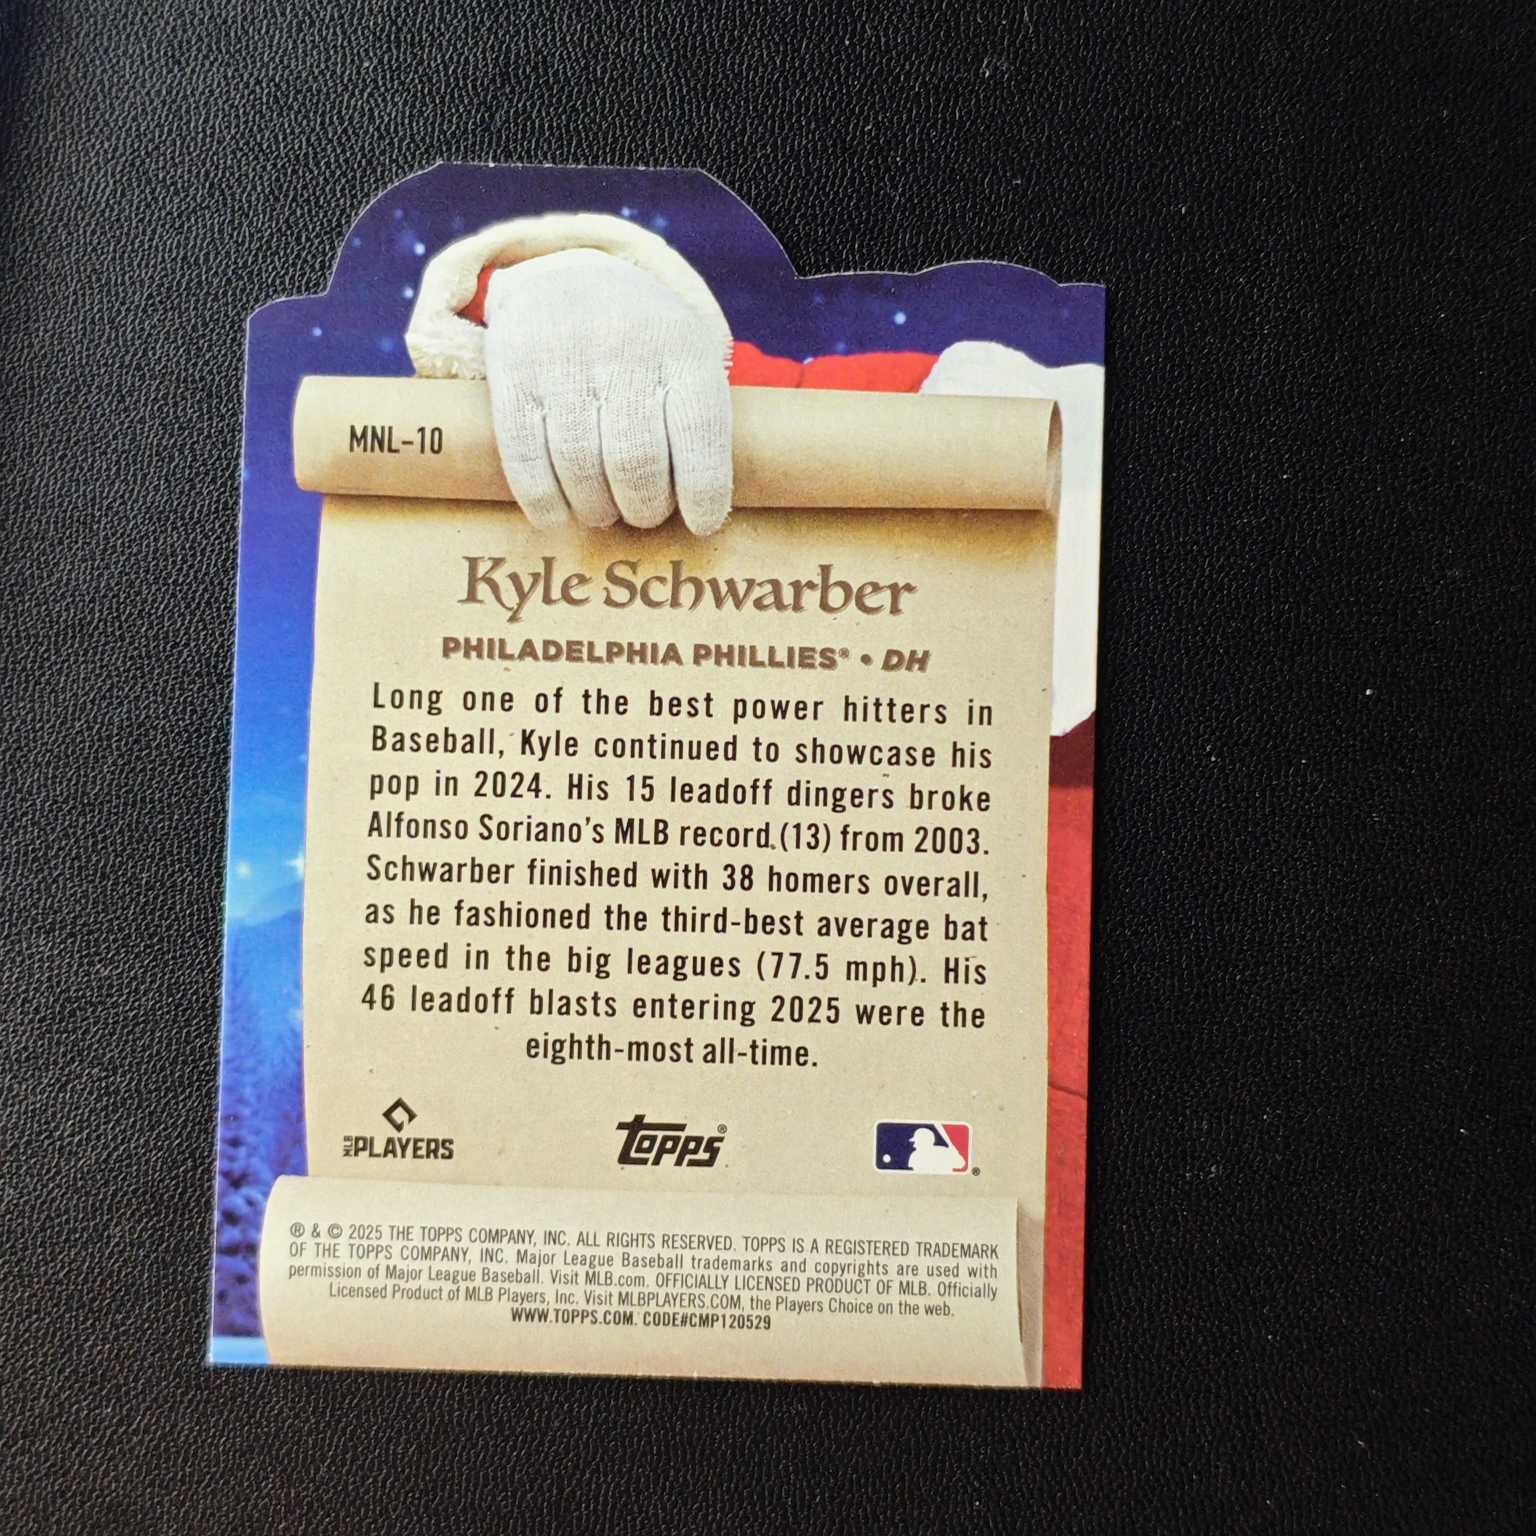 MNL-10
Kyle Schwarber
PHILADELPHIA PHILLIES® • DH
Long one of the best power hitters in
Baseball, Kyle continued to showcase his
pop in 2024. His 15 leadoff dingers broke
Alfonso Soriano's MLB record (13) from 2003.
Schwarber finished with 38 homers overall,
as he fashioned the third-best average bat
speed in the big leagues (77.5 mph). His
46 leadoff blasts entering 2025 were the
eighth-most all-time.
MLB PLAYERS
topps®
®
® & © 2025 THE TOPPS COMPANY, INC. ALL RIGHTS RESERVED. TOPPS IS A REGISTERED TRADEMARK
OF THE TOPPS COMPANY, INC. Major League Baseball trademarks and copyrights are used with
permission of Major League Baseball. Visit MLB.com. OFFICIALLY LICENSED PRODUCT OF MLB. Officially
Licensed Product of MLB Players, Inc. Visit MLBPLAYERS.COM, the Players Choice on the web.
WWW.TOPPS.COM. CODE#CMP120529